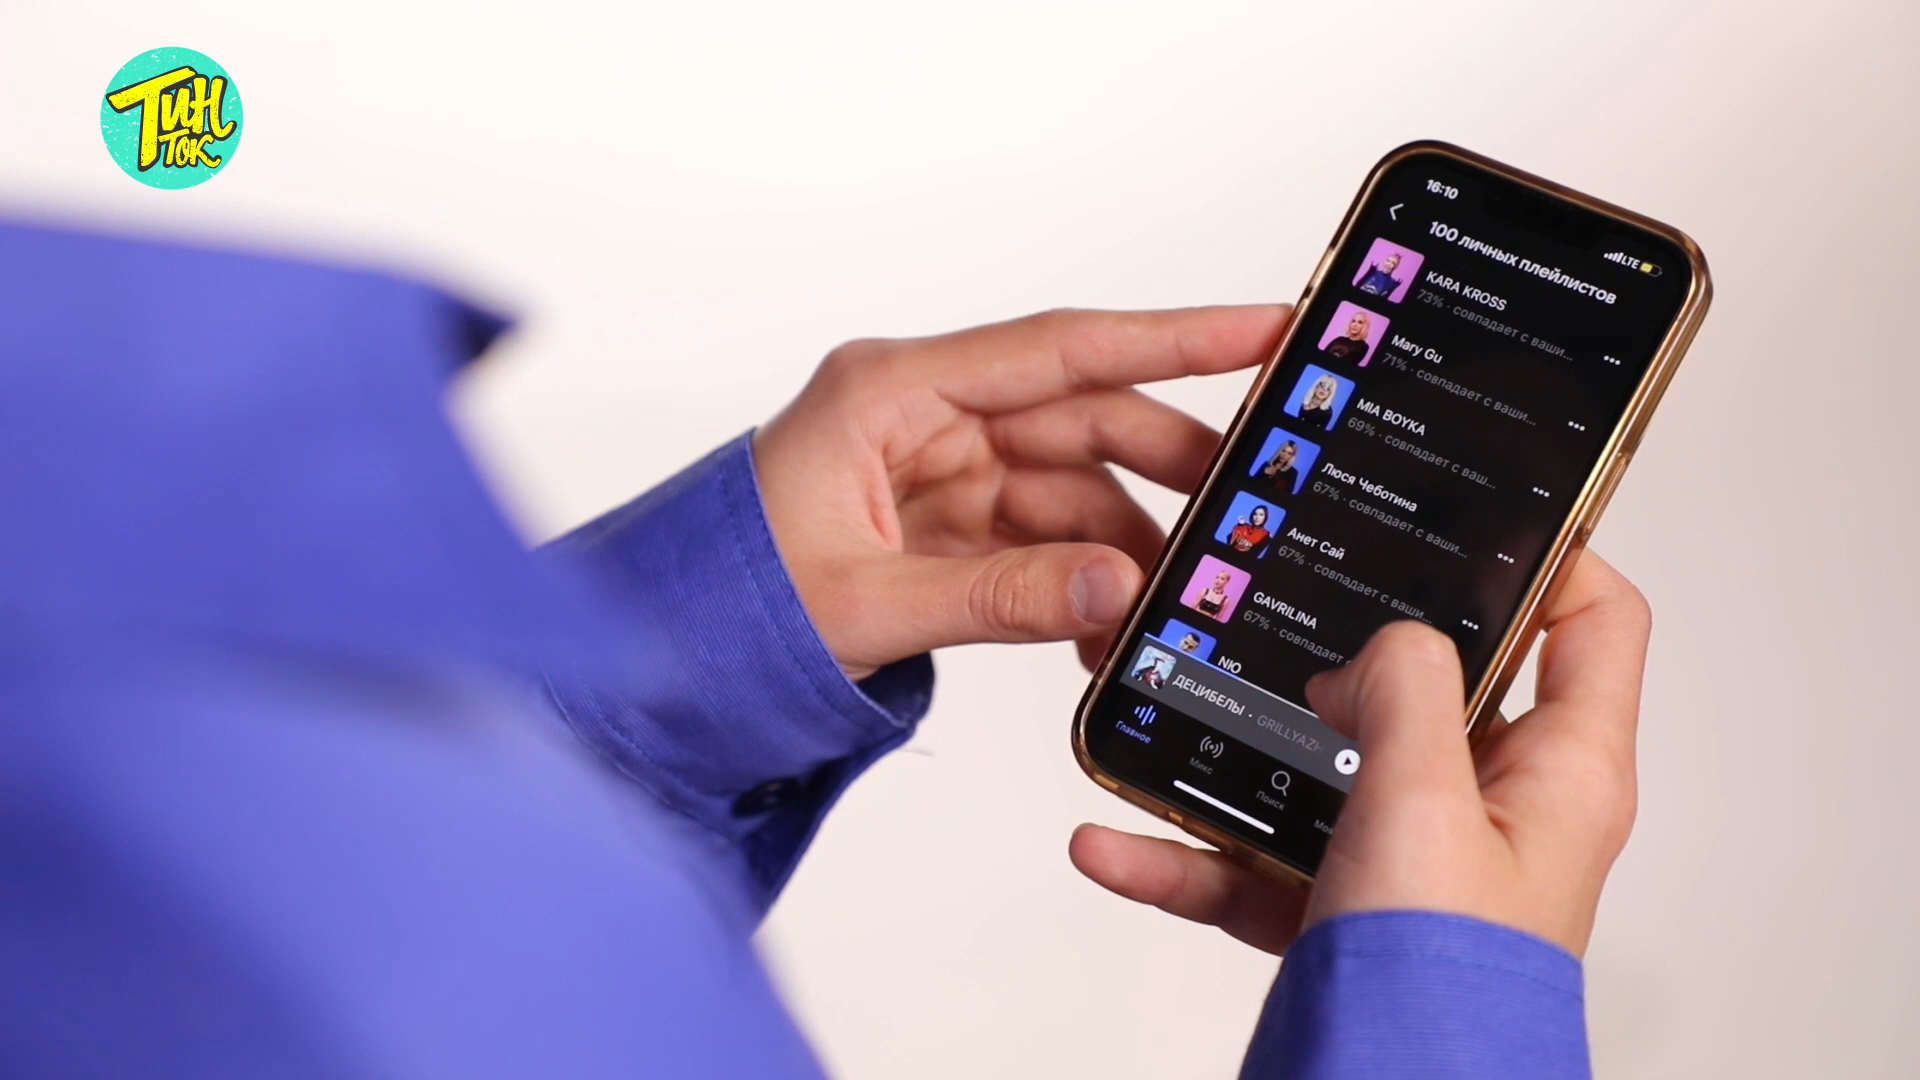 ТИН
ТОК
16:10
LTE
100 личных плейлистов
KARA KROSS
73% · совпадает с ваши...
Mary Gu
71% · совпадает с ваши...
MIA BOYKA
69% · совпадает с ваш...
Люся Чеботина
67% · совпадает с ваши...
Анет Сай
67% · совпадает с ваши...
GAVRILINA
67% · совпадает с
NЮ
ДЕЦИБЕЛЫ · GRILLYAZH
Главное
Микс
Поиск